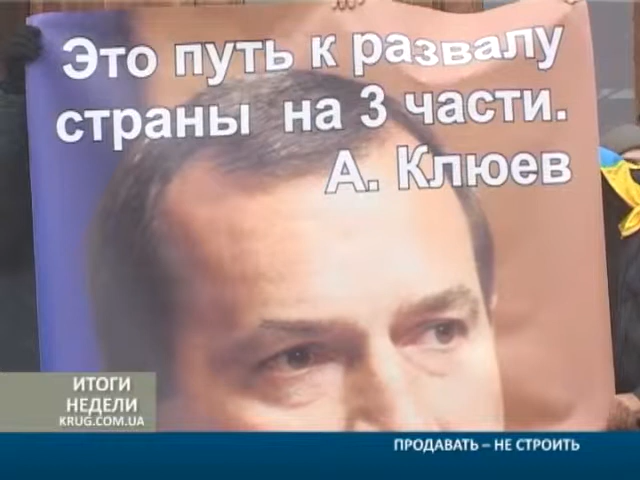 Это путь к развалу
страны на 3 части.
А. Клюев
ИТОГИ
НЕДЕЛИ
KRUG.COM.UA
ПРОДАВАТЬ – НЕ СТРОИТЬ